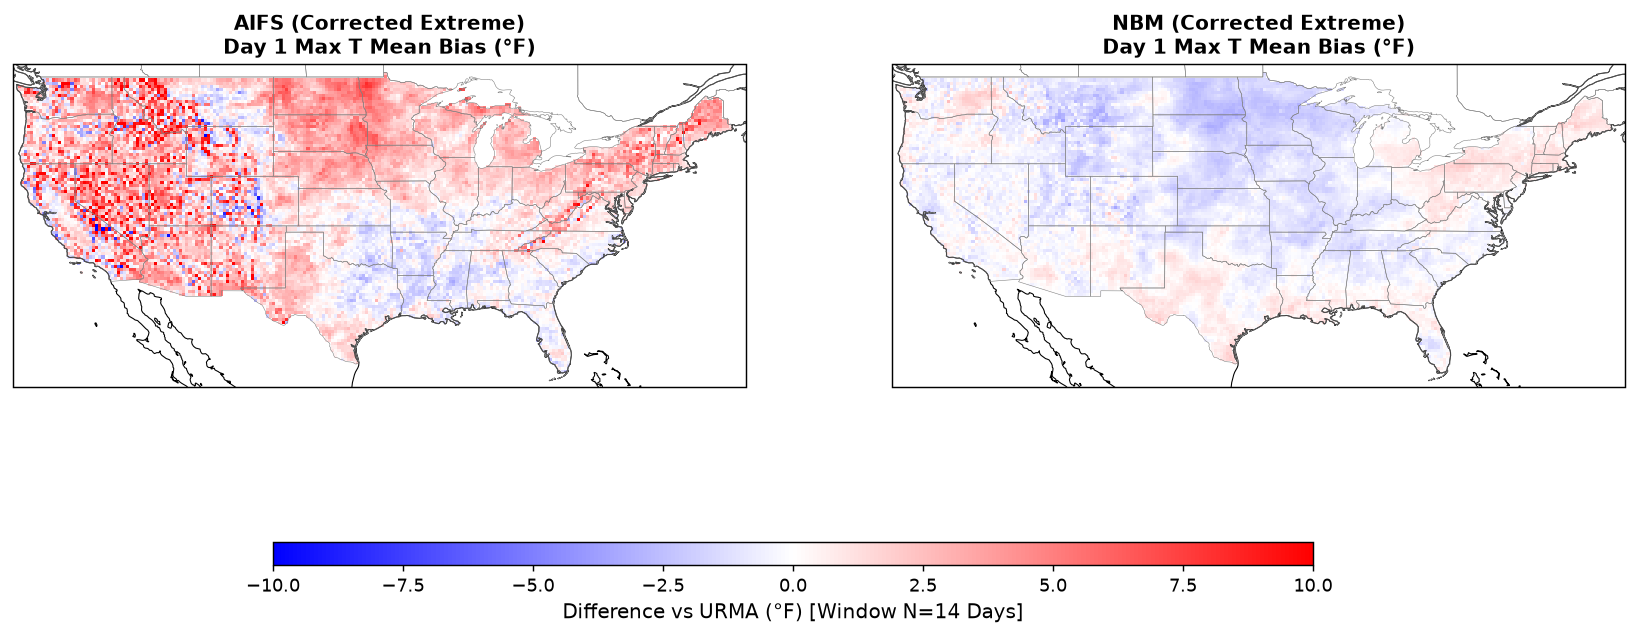 AIFS (Corrected Extreme)
Day 1 Max T Mean Bias (°F)
NBM (Corrected Extreme)
Day 1 Max T Mean Bias (°F)
−10.0 −7.5 −5.0 −2.5 0.0 2.5 5.0 7.5 10.0
Difference vs URMA (°F) [Window N=14 Days]